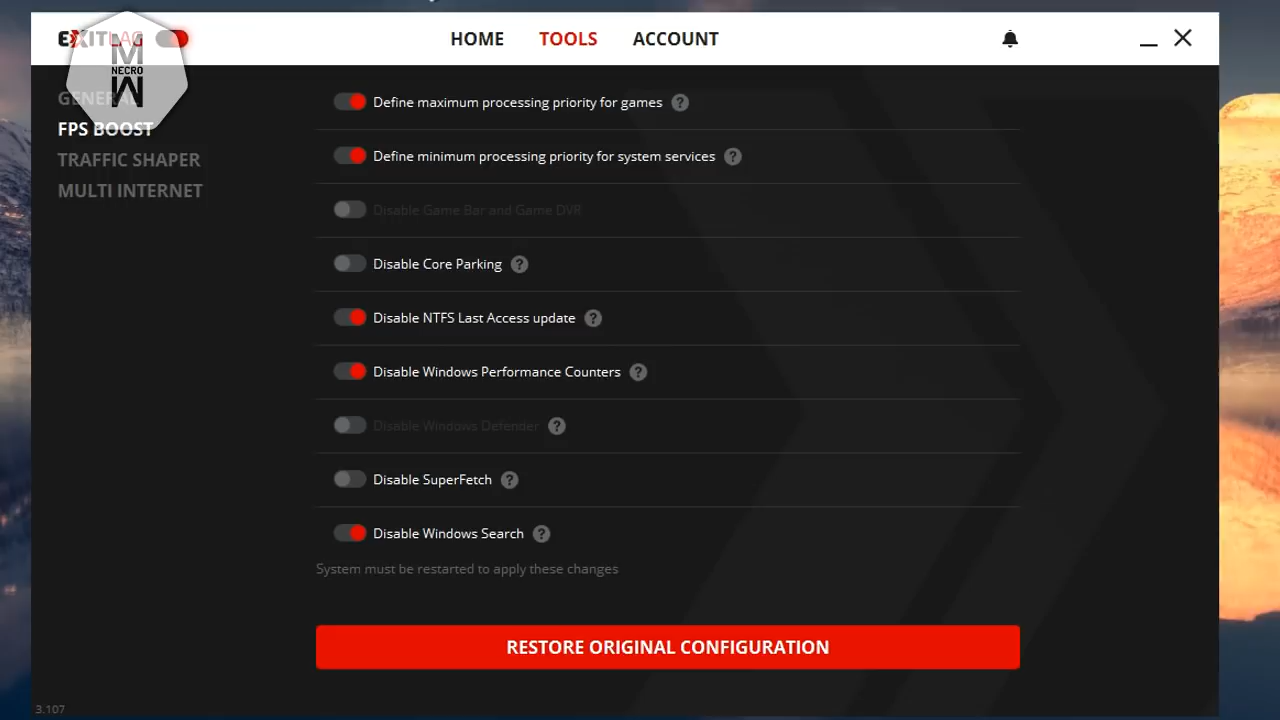 EXITLAG
HOME
TOOLS
ACCOUNT
M
NECRO
M
GENERAL
FPS BOOST
TRAFFIC SHAPER
MULTI INTERNET
Define maximum processing priority for games ?
Define minimum processing priority for system services ?
Disable Game Bar and Game DVR
Disable Core Parking ?
Disable NTFS Last Access update ?
Disable Windows Performance Counters ?
Disable Windows Defender ?
Disable SuperFetch ?
Disable Windows Search ?
System must be restarted to apply these changes
RESTORE ORIGINAL CONFIGURATION
3.107